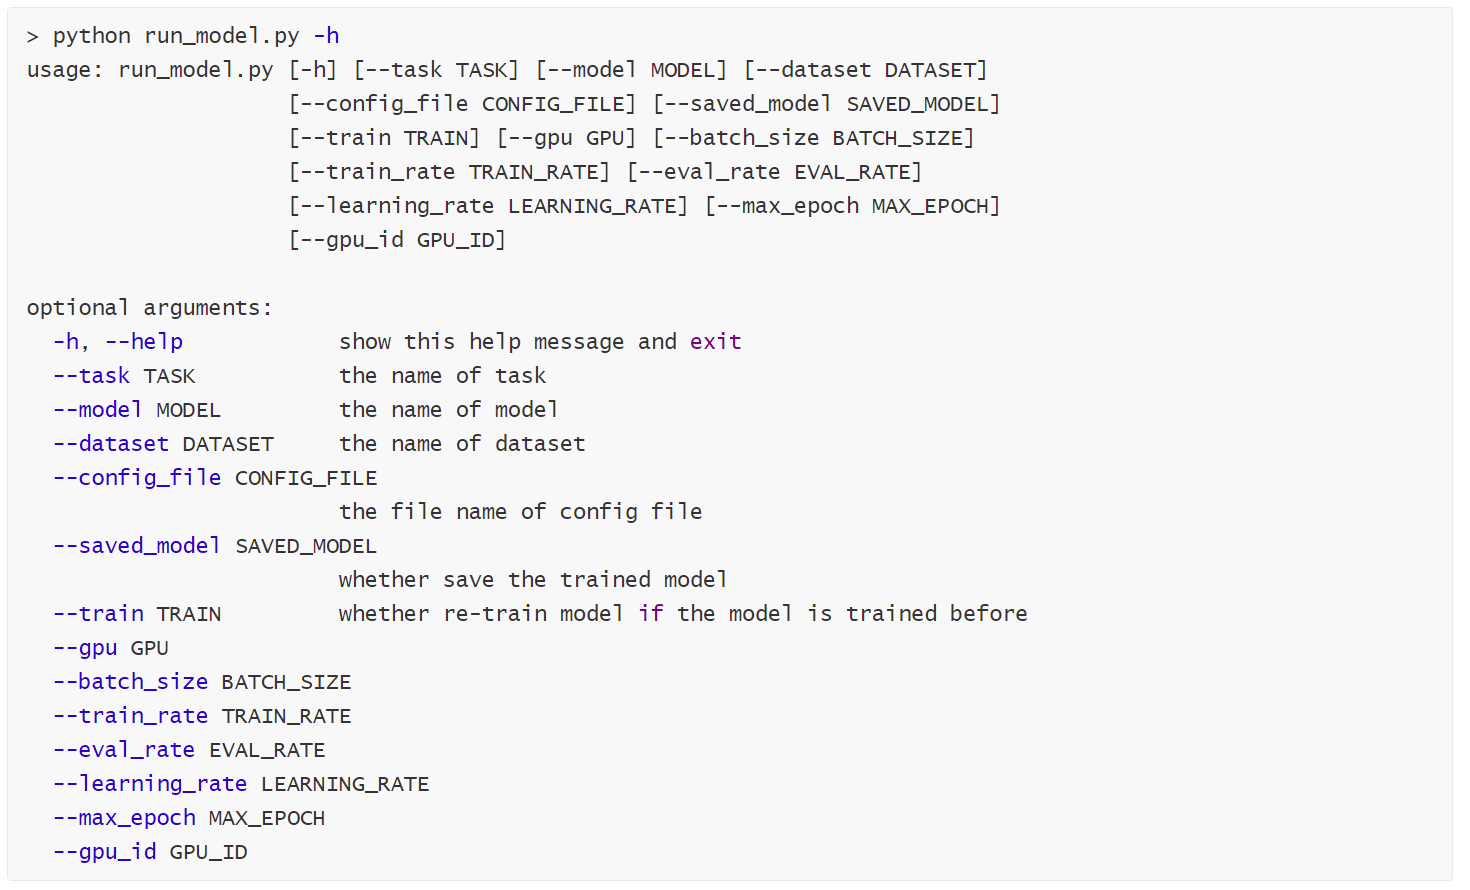 > python run_model.py -h
usage: run_model.py [-h] [--task TASK] [--model MODEL] [--dataset DATASET]
                    [--config_file CONFIG_FILE] [--saved_model SAVED_MODEL]
                    [--train TRAIN] [--gpu GPU] [--batch_size BATCH_SIZE]
                    [--train_rate TRAIN_RATE] [--eval_rate EVAL_RATE]
                    [--learning_rate LEARNING_RATE] [--max_epoch MAX_EPOCH]
                    [--gpu_id GPU_ID]

optional arguments:
  -h, --help            show this help message and exit
  --task TASK           the name of task
  --model MODEL         the name of model
  --dataset DATASET     the name of dataset
  --config_file CONFIG_FILE
                        the file name of config file
  --saved_model SAVED_MODEL
                        whether save the trained model
  --train TRAIN         whether re-train model if the model is trained before
  --gpu GPU
  --batch_size BATCH_SIZE
  --train_rate TRAIN_RATE
  --eval_rate EVAL_RATE
  --learning_rate LEARNING_RATE
  --max_epoch MAX_EPOCH
  --gpu_id GPU_ID